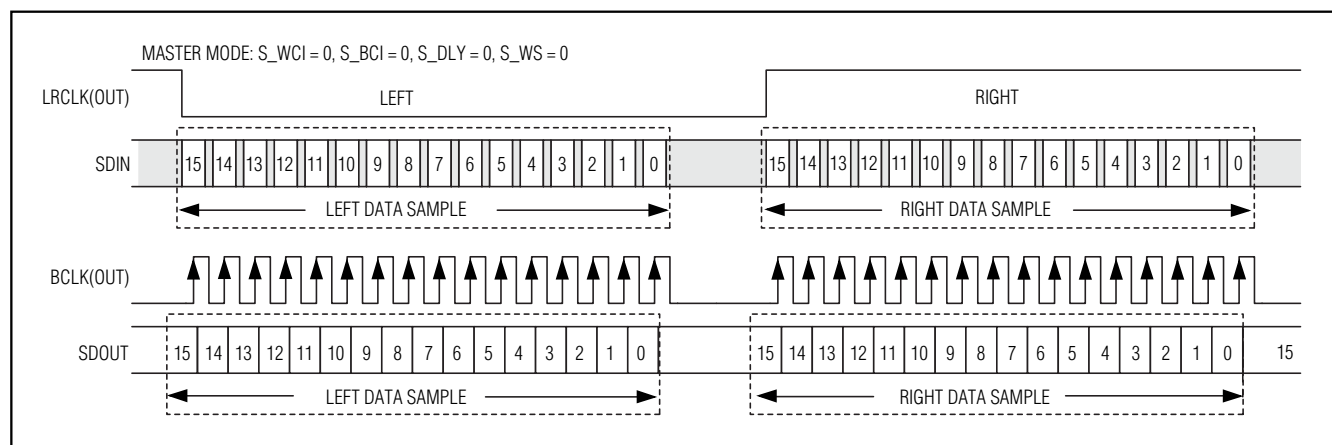 MASTER MODE: S_WCI = 0, S_BCI = 0, S_DLY = 0, S_WS = 0
LRCLK(OUT) LEFT RIGHT
SDIN 15 14 13 12 11 10 9 8 7 6 5 4 3 2 1 0 15 14 13 12 11 10 9 8 7 6 5 4 3 2 1 0
LEFT DATA SAMPLE RIGHT DATA SAMPLE
BCLK(OUT)
SDOUT 15 14 13 12 11 10 9 8 7 6 5 4 3 2 1 0 15 14 13 12 11 10 9 8 7 6 5 4 3 2 1 0 15
LEFT DATA SAMPLE RIGHT DATA SAMPLE